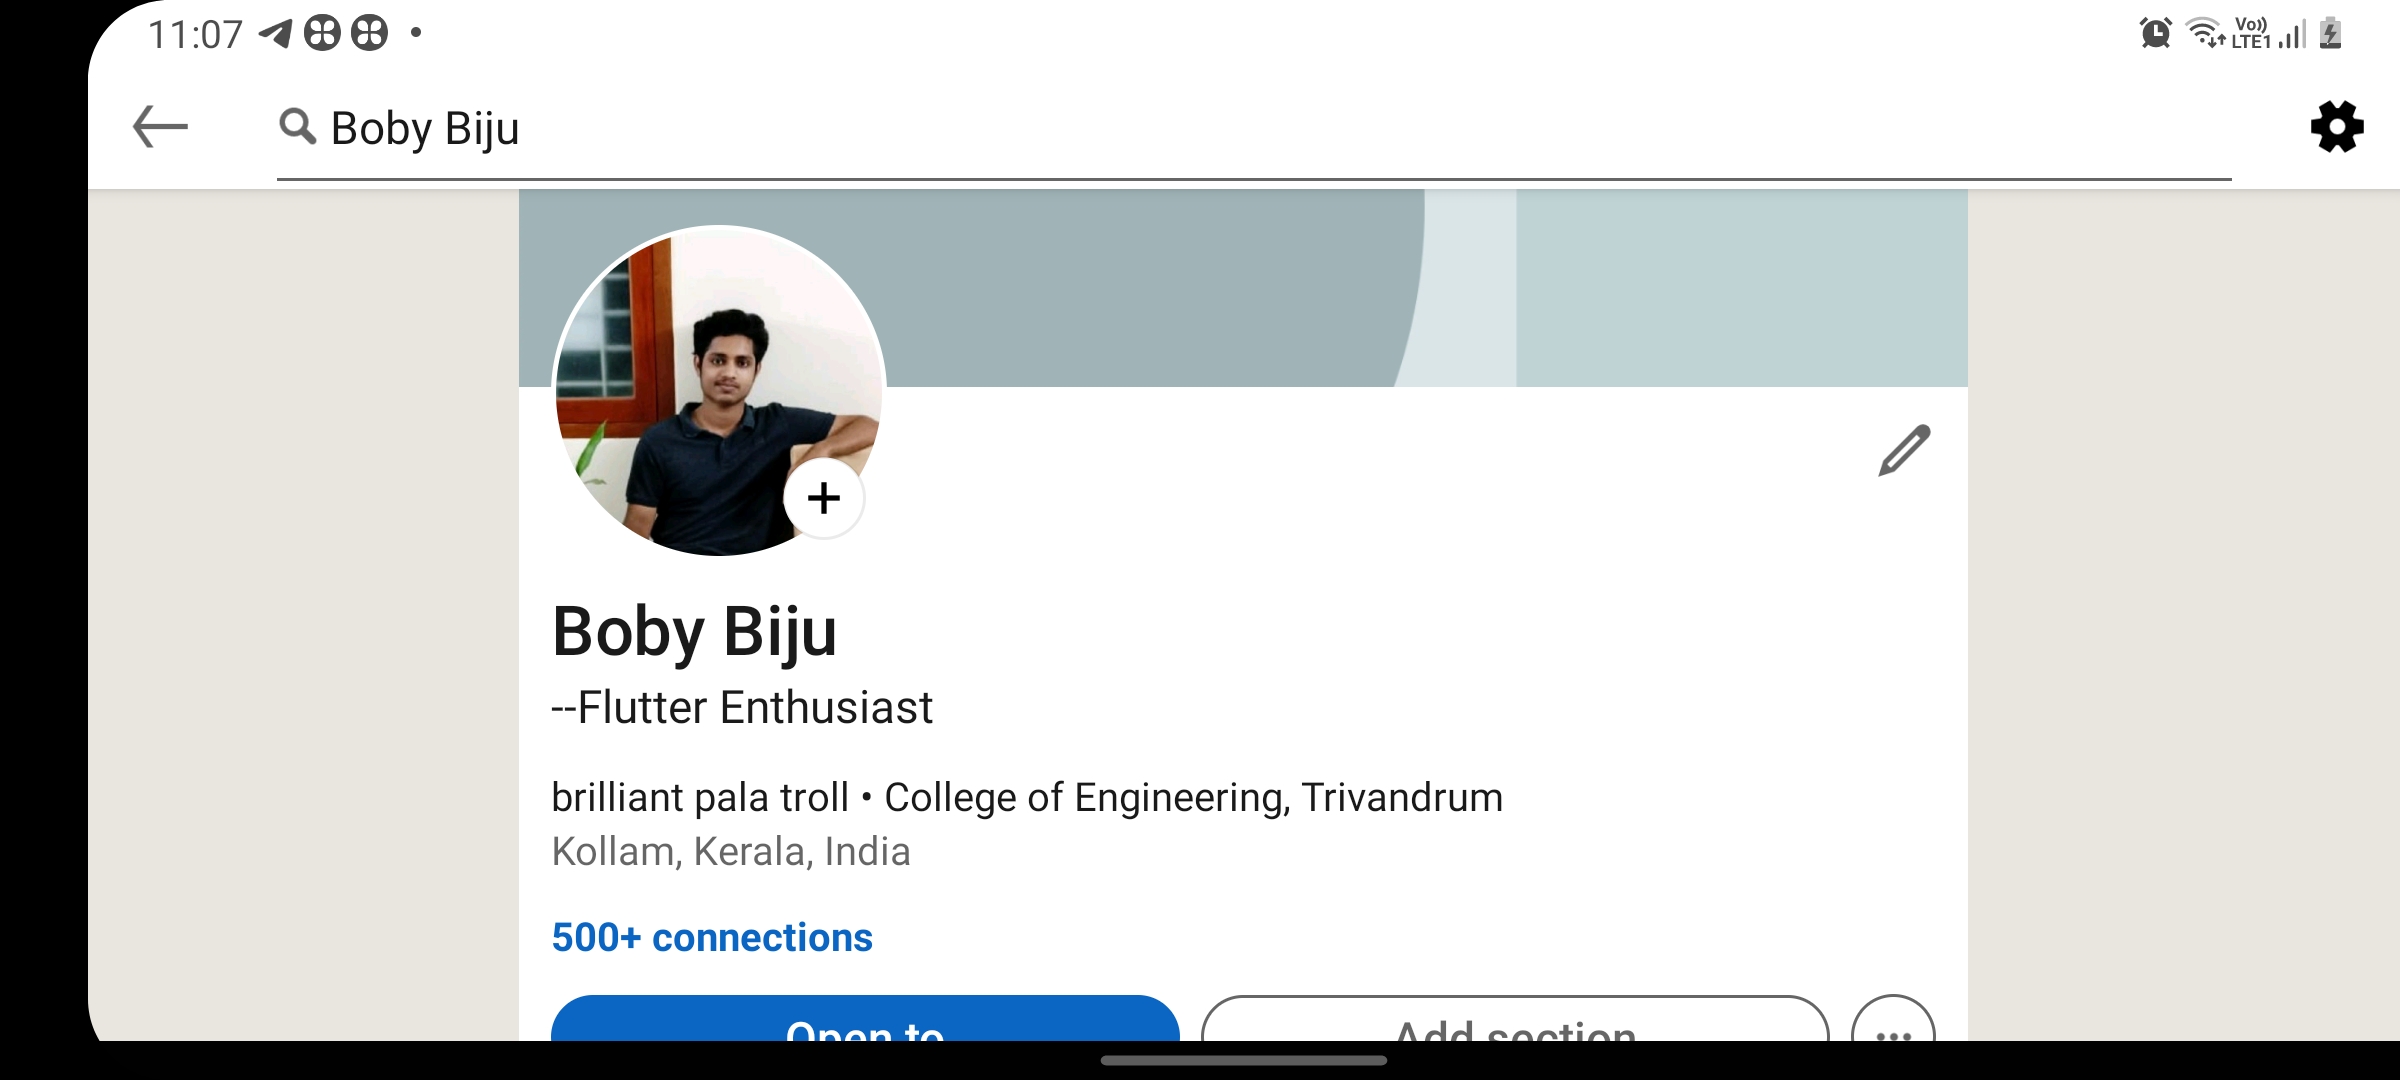 11:07
Vo))
LTE1
Boby Biju
Boby Biju
--Flutter Enthusiast
brilliant pala troll • College of Engineering, Trivandrum
Kollam, Kerala, India
500+ connections
Open to
Add section